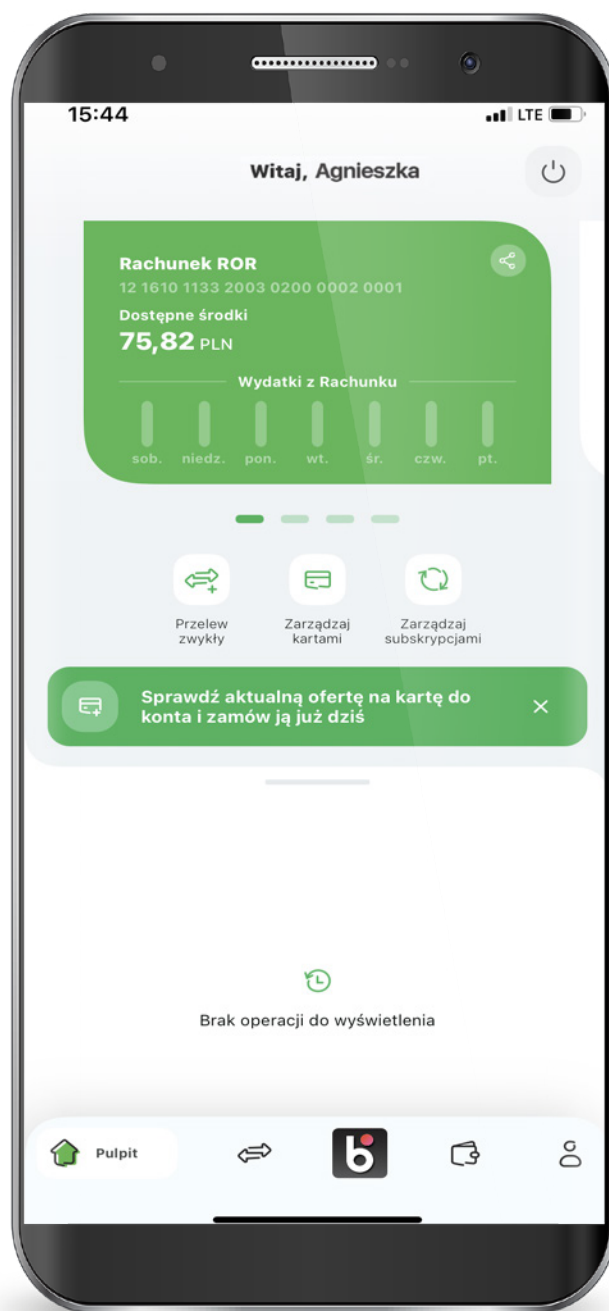 15:44
LTE
Witaj, Agnieszka
Rachunek ROR
12 1610 1133 2003 0200 0002 0001
Dostępne środki
75,82 PLN
Wydatki z Rachunku
sob. niedz. pon. wt. śr. czw. pt.
Przelew
zwykły
Zarządzaj
kartami
Zarządzaj
subskrypcjami
Sprawdź aktualną ofertę na kartę do
konta i zamów ją już dziś
Brak operacji do wyświetlenia
Pulpit
b